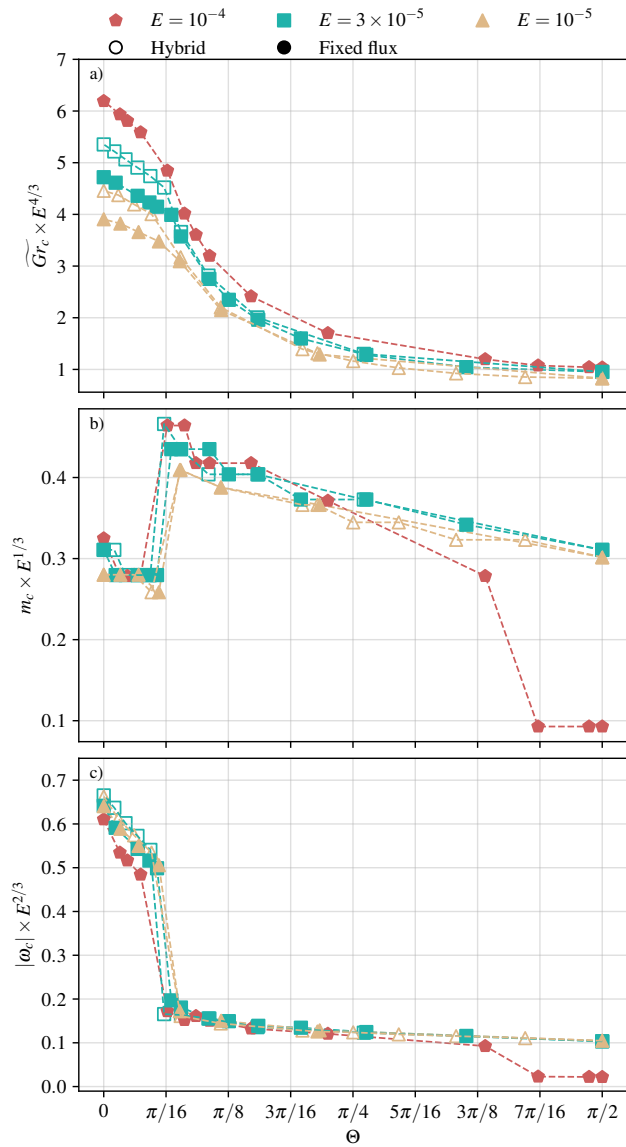 E = 10⁻⁴ E = 3 × 10⁻⁵ E = 10⁻⁵
Hybrid Fixed flux
a)
7
6
5
4
3
2
1
G̃r_c × E^{4/3}
b)
0.4
0.3
0.2
0.1
m_c × E^{1/3}
c)
0.7
0.6
0.5
0.4
0.3
0.2
0.1
0.0
|ω_c| × E^{2/3}
0 π/16 π/8 3π/16 π/4 5π/16 3π/8 7π/16 π/2
Θ